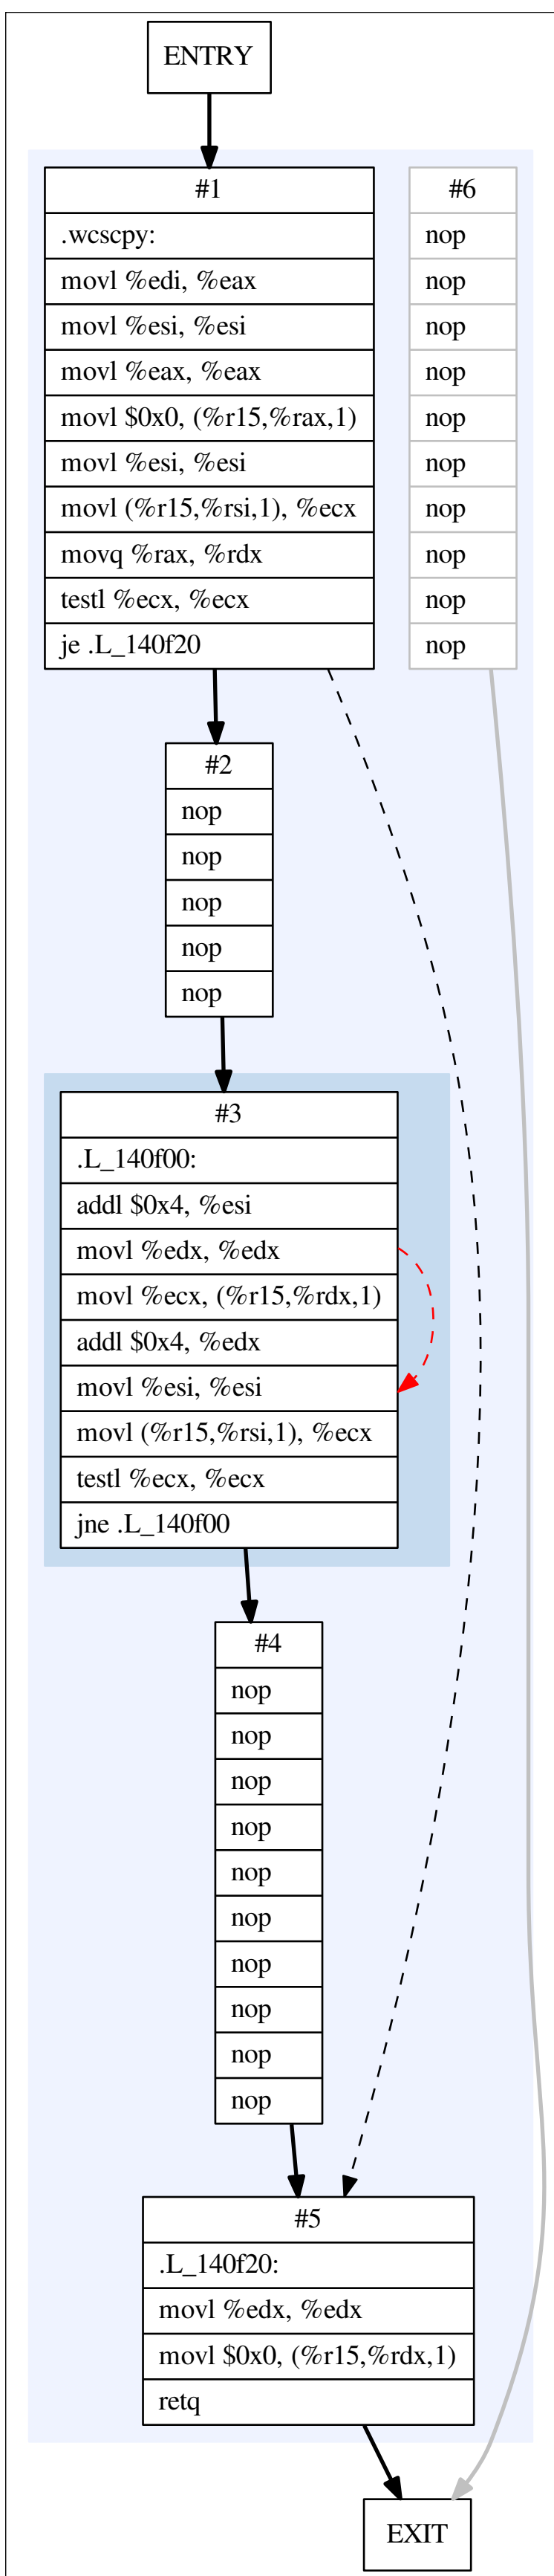 ENTRY
#1
.wcscpy:
movl %edi, %eax
movl %esi, %esi
movl %eax, %eax
movl $0x0, (%r15,%rax,1)
movl %esi, %esi
movl (%r15,%rsi,1), %ecx
movq %rax, %rdx
testl %ecx, %ecx
je .L_140f20
#6
nop
nop
nop
nop
nop
nop
nop
nop
nop
nop
#2
nop
nop
nop
nop
nop
#3
.L_140f00:
addl $0x4, %esi
movl %edx, %edx
movl %ecx, (%r15,%rdx,1)
addl $0x4, %edx
movl %esi, %esi
movl (%r15,%rsi,1), %ecx
testl %ecx, %ecx
jne .L_140f00
#4
nop
nop
nop
nop
nop
nop
nop
nop
nop
nop
#5
.L_140f20:
movl %edx, %edx
movl $0x0, (%r15,%rdx,1)
retq
EXIT